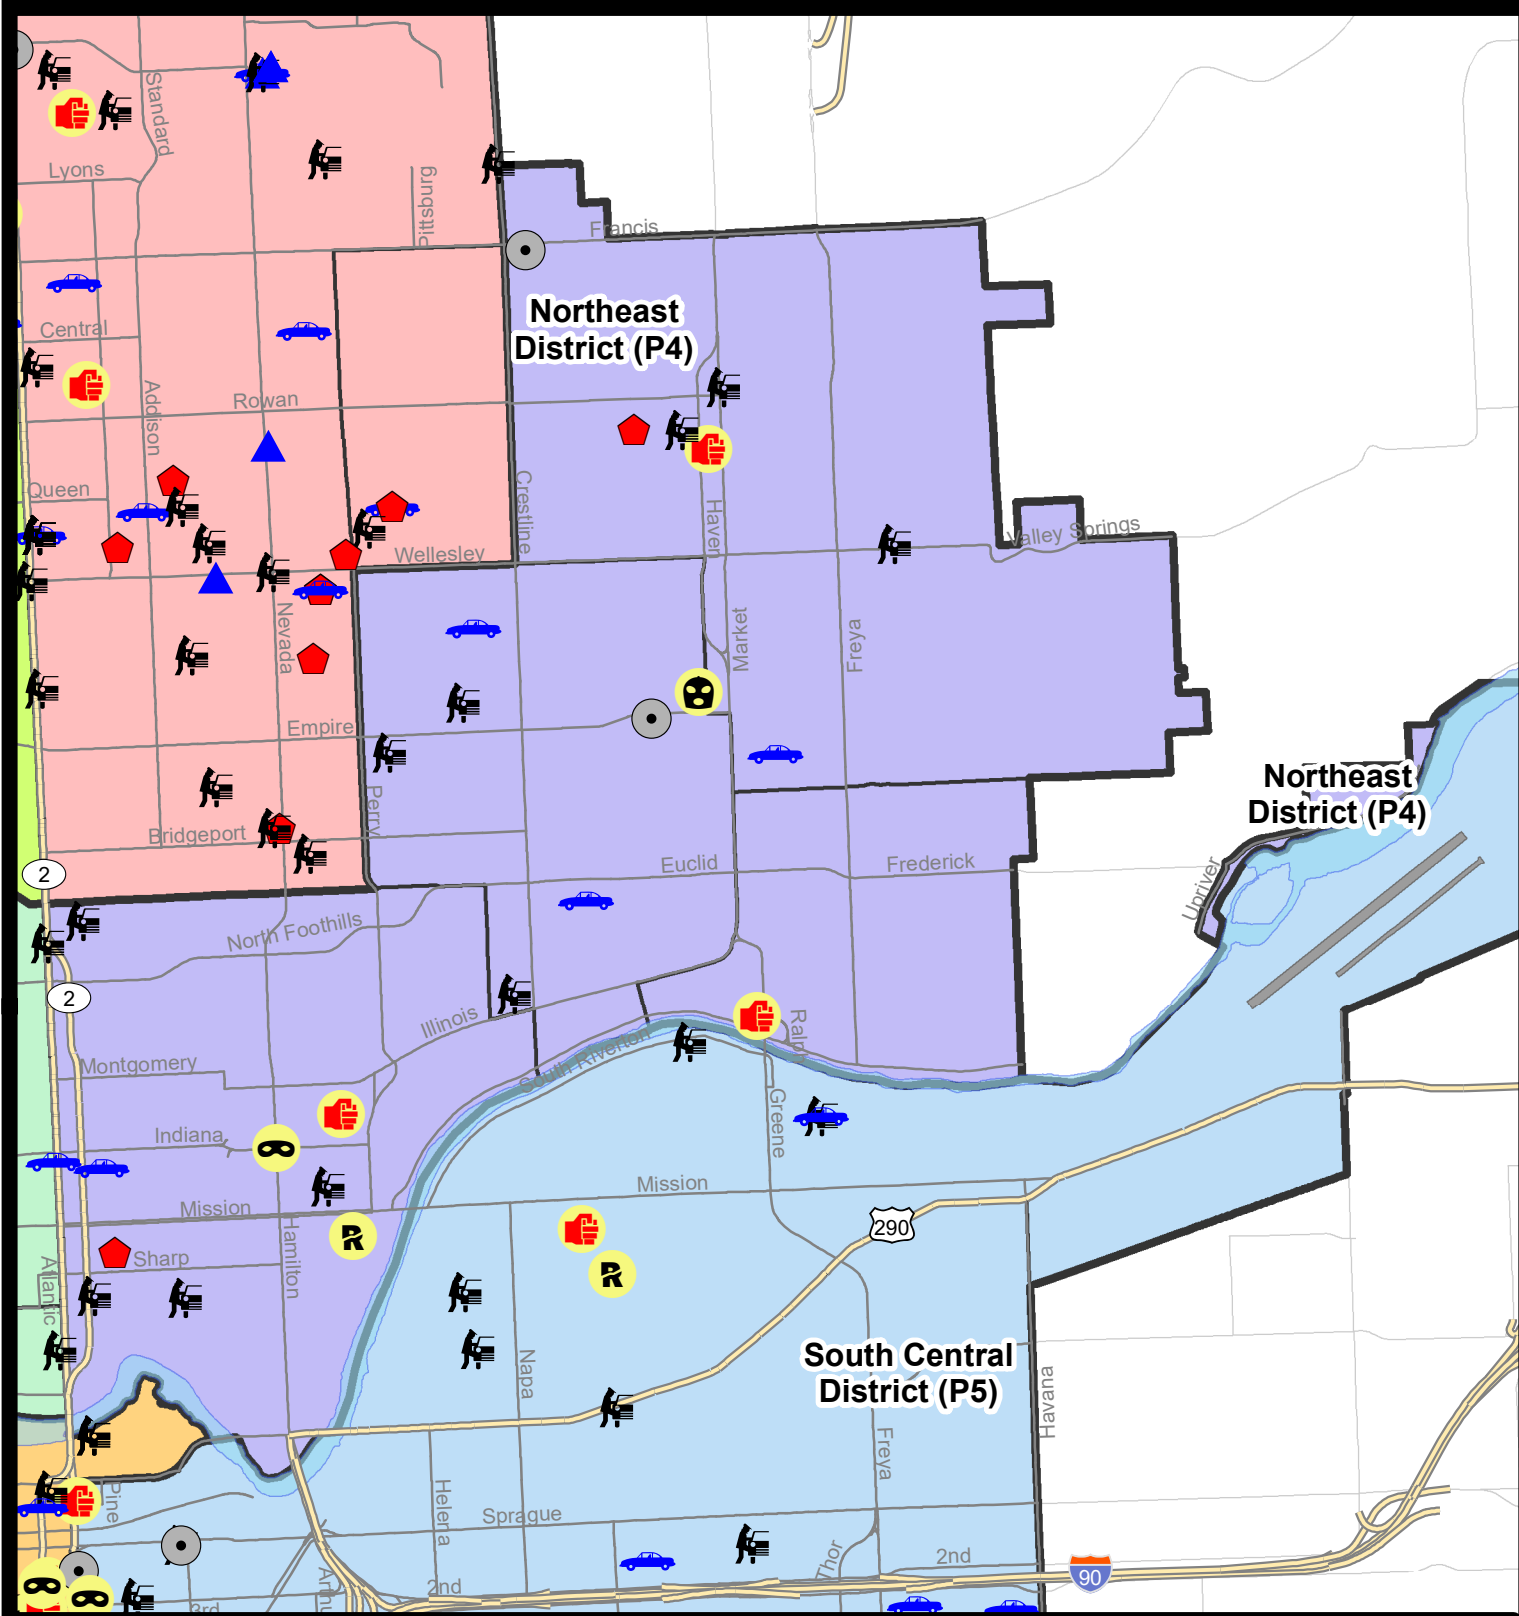 Standard
Lyons
Pittsburg
Francis
Northeast
District (P4)
Central
Addison
Rowan
Queen
Crestline
Haven
Wellesley
Valley Springs
Nevada
Market
Freya
Empire
Perry
Bridgeport
Northeast
District (P4)
2
Euclid
Frederick
Upriver
North Foothills
2
Illinois
Ralph
South Riverton
Montgomery
Greene
Indiana
Mission
Mission
Hamilton
290
R
R
Sharp
Atlantic
South Central
District (P5)
Napa
Havana
Freya
Pine
Helena
Sprague
Thor
2nd
2nd
90
3rd